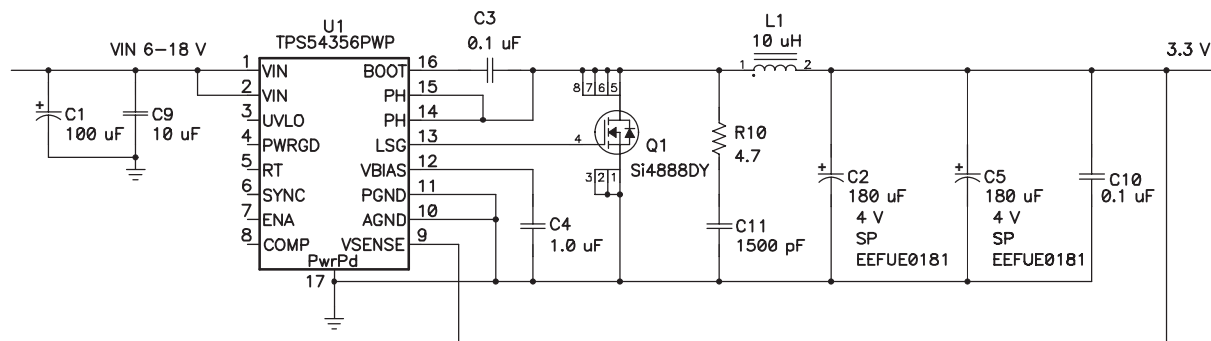 U1
TPS54356PWP
VIN 6-18 V
C3
0.1 uF
L1
10 uH
3.3 V
1 VIN
BOOT 16
2 VIN
PH 15
3 UVLO
PH 14
4 PWRGD
LSG 13
5 RT
VBIAS 12
6 SYNC
PGND 11
7 ENA
AGND 10
8 COMP
VSENSE 9
PwrPd
17
+
C1
100 uF
C9
10 uF
8 7 6 5
4
3 2 1
Q1
Si4888DY
1
2
R10
4.7
C4
1.0 uF
C11
1500 pF
+
C2
180 uF
4 V
SP
EEFUE0181
+
C5
180 uF
4 V
SP
EEFUE0181
C10
0.1 uF